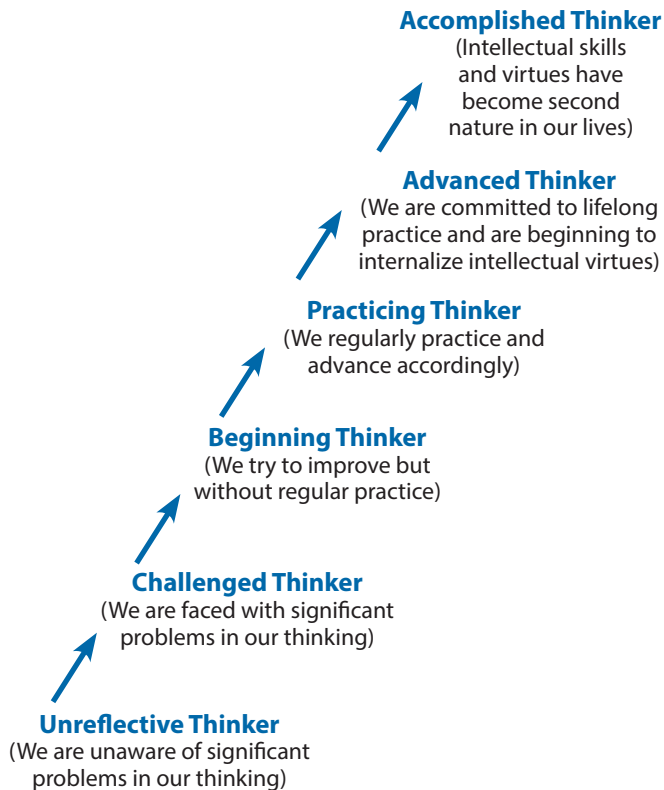 Accomplished Thinker
(Intellectual skills
and virtues have
become second
nature in our lives)
Advanced Thinker
(We are committed to lifelong
practice and are beginning to
internalize intellectual virtues)
Practicing Thinker
(We regularly practice and
advance accordingly)
Beginning Thinker
(We try to improve but
without regular practice)
Challenged Thinker
(We are faced with significant
problems in our thinking)
Unreflective Thinker
(We are unaware of significant
problems in our thinking)